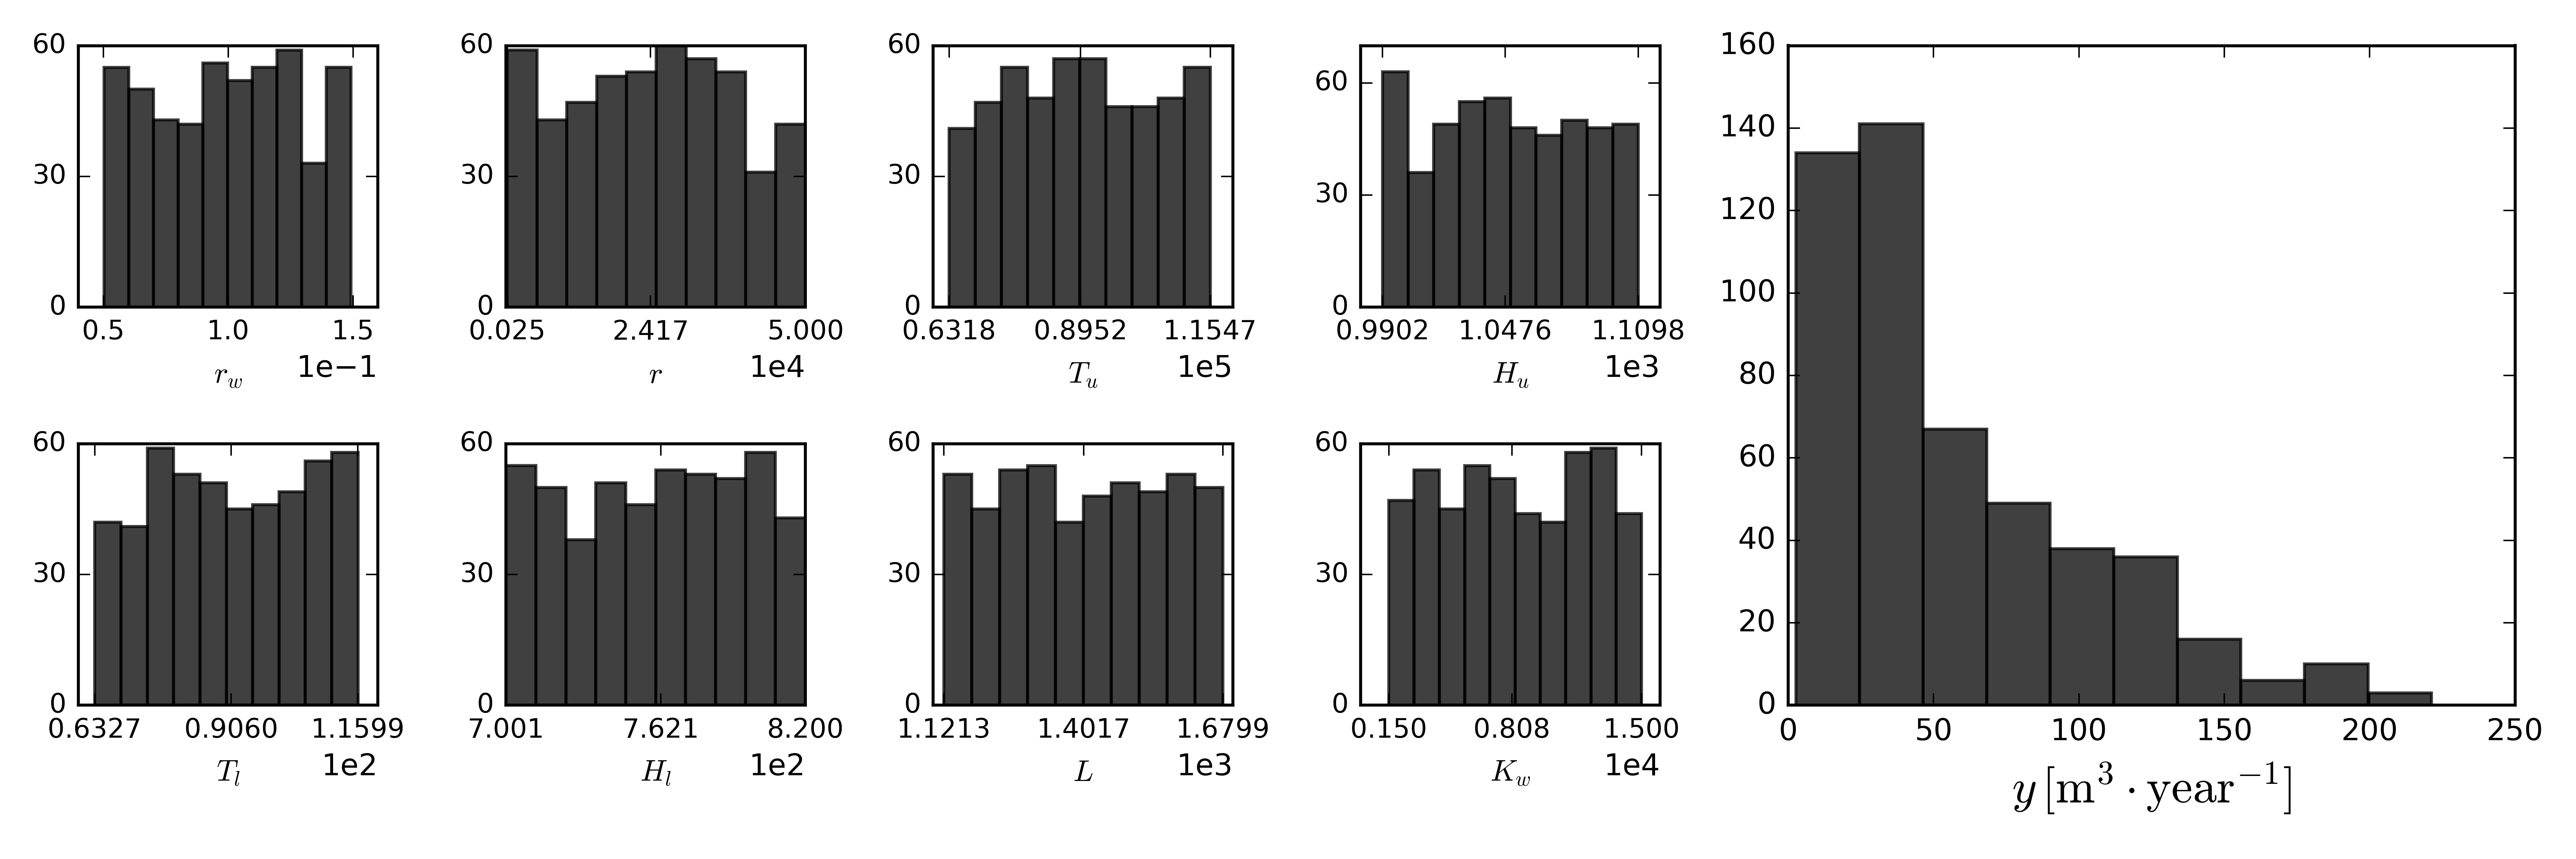 60
30
0
0.5 1.0 1.5
r_w 1e−1
60
30
0
0.025 2.417 5.000
r 1e4
60
30
0
0.6318 0.8952 1.1547
T_u 1e5
60
30
0
0.9902 1.0476 1.1098
H_u 1e3
60
30
0
0.6327 0.9060 1.1599
T_l 1e2
60
30
0
7.001 7.621 8.200
H_l 1e2
60
30
0
1.1213 1.4017 1.6799
L 1e3
60
30
0
0.150 0.808 1.500
K_w 1e4
160
140
120
100
80
60
40
20
0
0 50 100 150 200 250
y [m³ · year⁻¹]